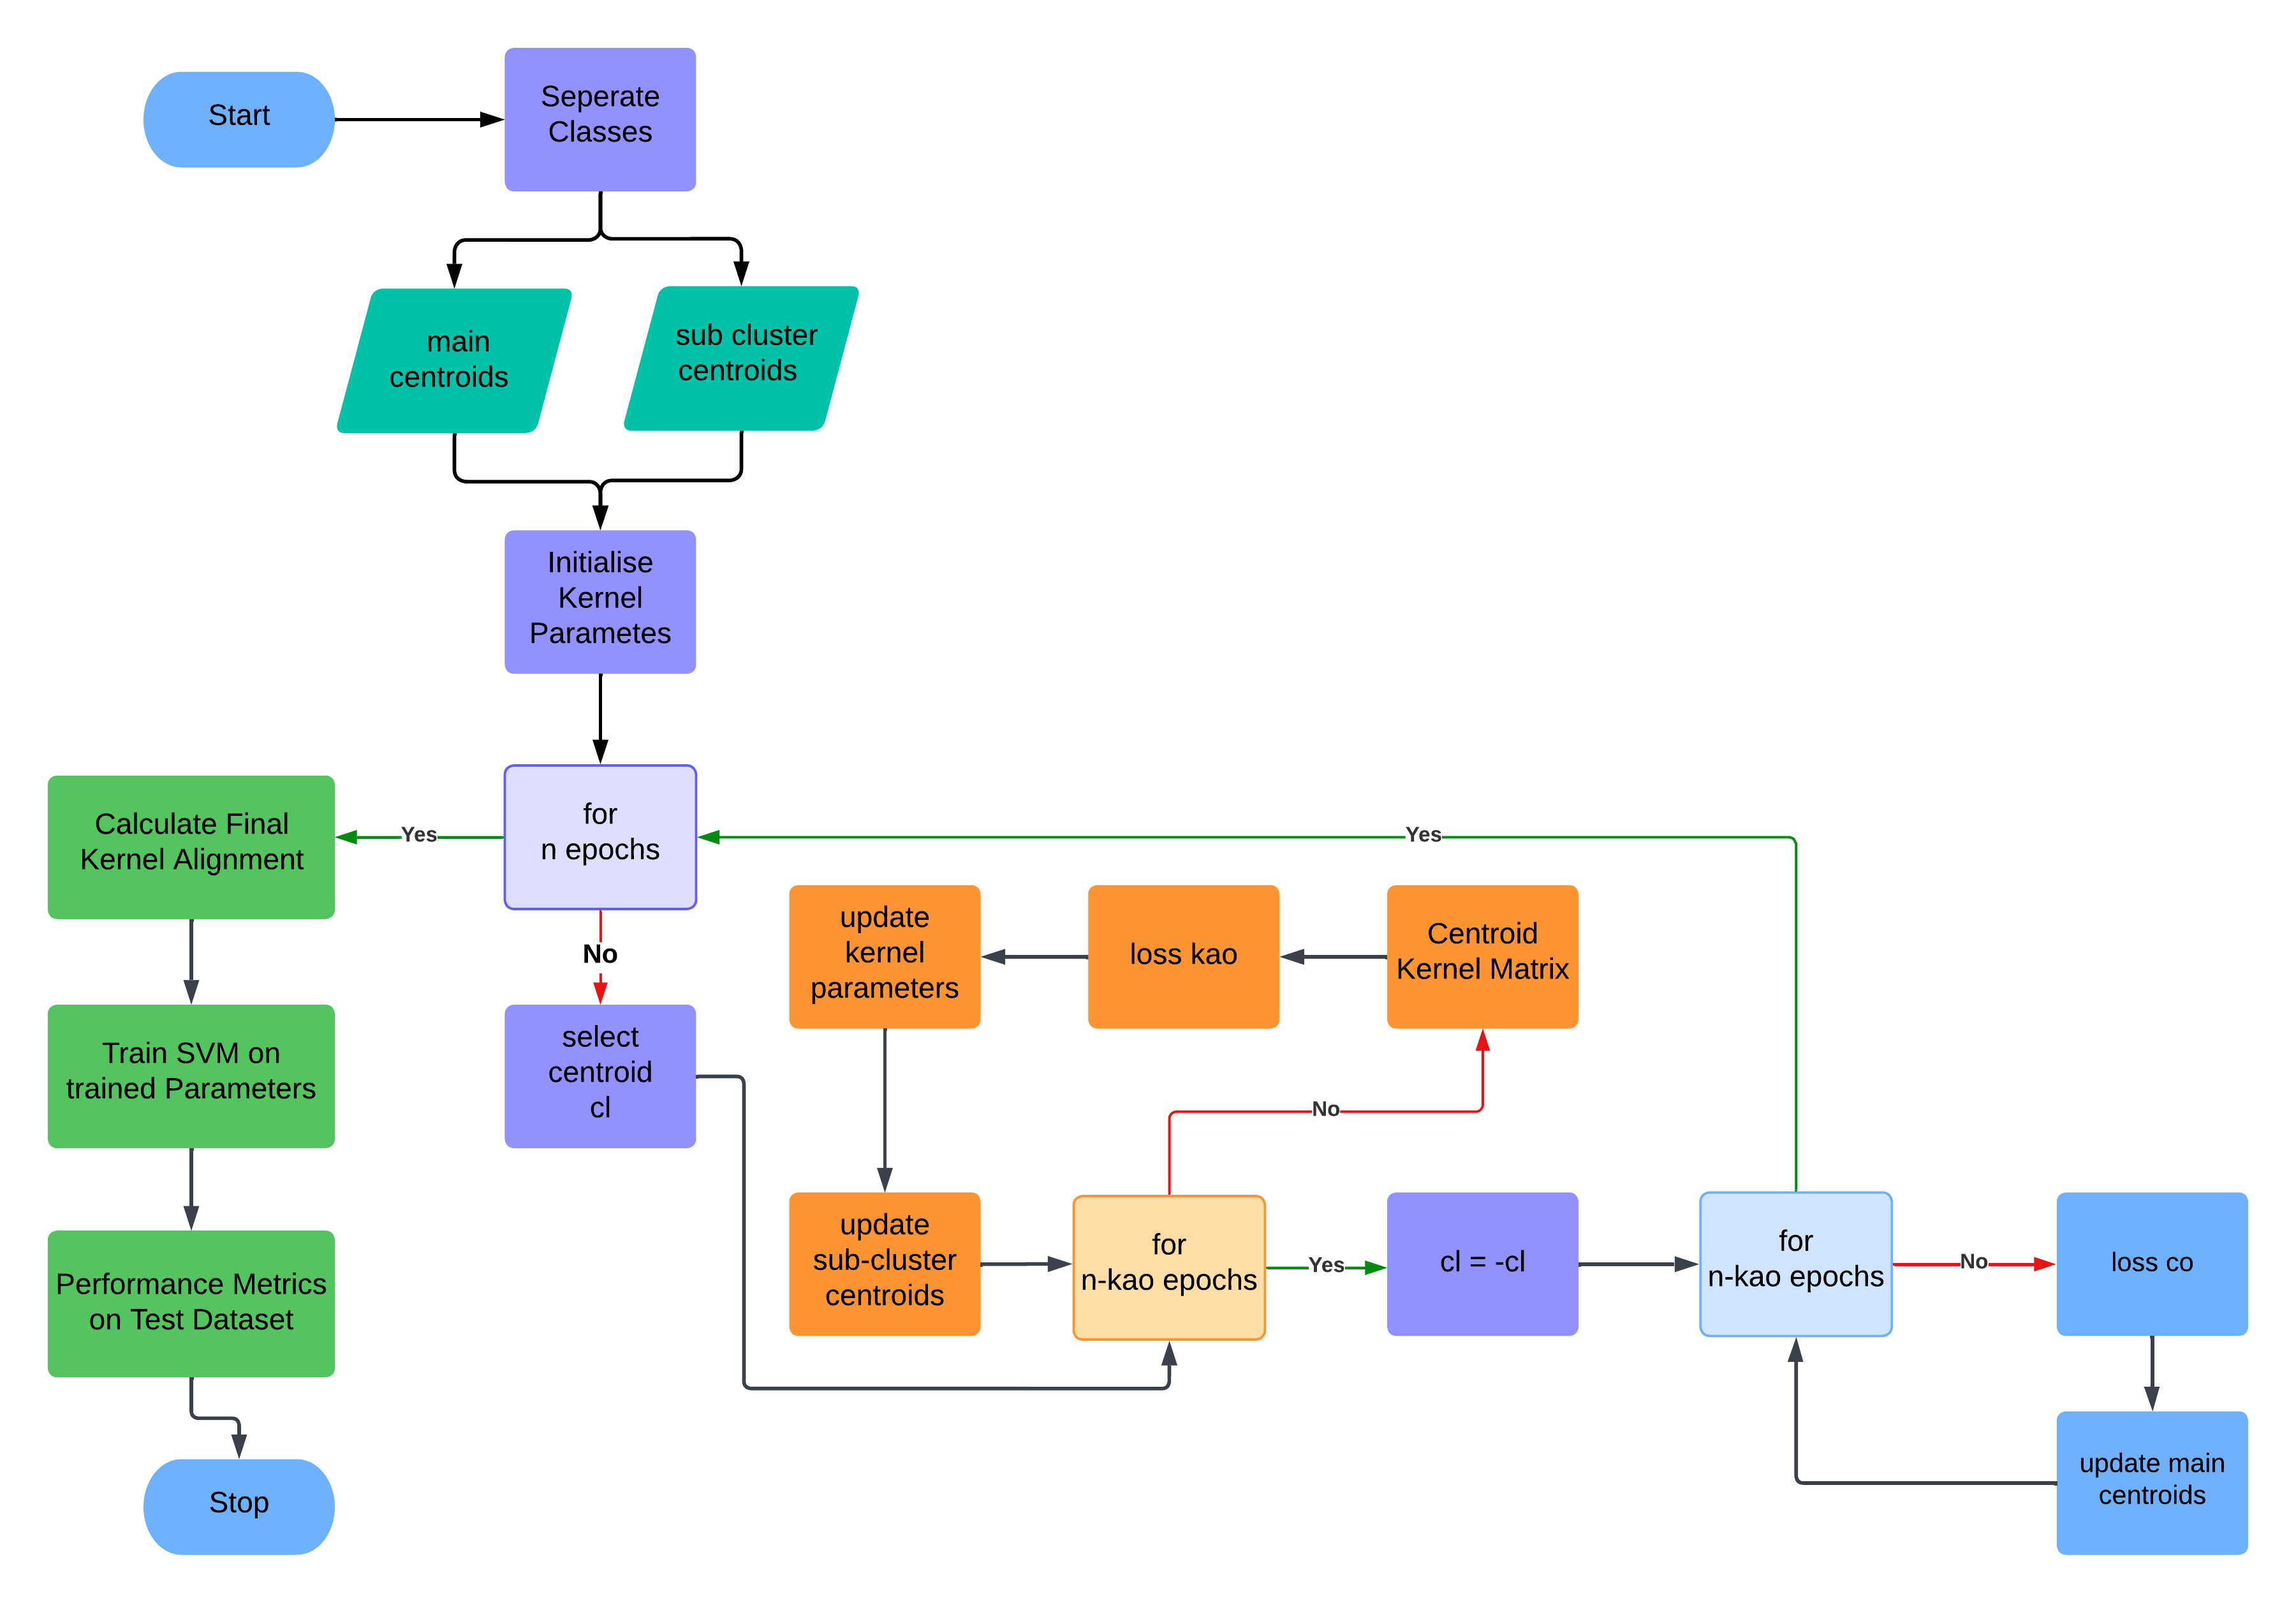 Start
Seperate
Classes
main
centroids
sub cluster
centroids
Initialise
Kernel
Parametes
for
n epochs
Yes
Calculate Final
Kernel Alignment
Train SVM on
trained Parameters
Performance Metrics
on Test Dataset
Stop
No
select
centroid
cl
Yes
update
kernel
parameters
loss kao
Centroid
Kernel Matrix
No
update
sub-cluster
centroids
for
n-kao epochs
Yes
cl = -cl
for
n-kao epochs
No
loss co
update main
centroids